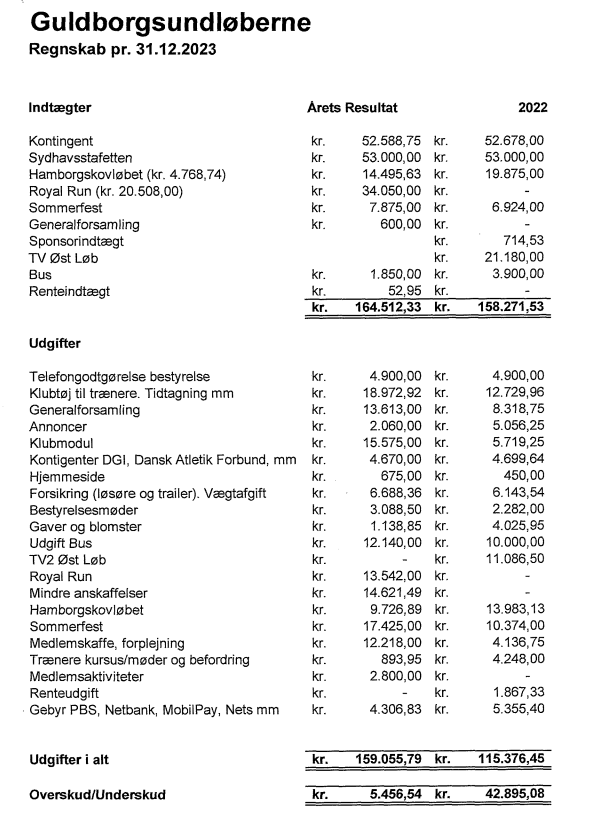 Guldborgsundløberne
Regnskab pr. 31.12.2023
Indtægter Årets Resultat 2022
Kontingent kr. 52.588,75 kr. 52.678,00
Sydhavsstafetten kr. 53.000,00 kr. 53.000,00
Hamborgskovløbet (kr. 4.768,74) kr. 14.495,63 kr. 19.875,00
Royal Run (kr. 20.508,00) kr. 34.050,00 kr. -
Sommerfest kr. 7.875,00 kr. 6.924,00
Generalforsamling kr. 600,00 kr. -
Sponsorindtægt kr. 714,53
TV Øst Løb kr. 21.180,00
Bus kr. 1.850,00 kr. 3.900,00
Renteindtægt kr. 52,95 kr. -
kr. 164.512,33 kr. 158.271,53
Udgifter
Telefongodtgørelse bestyrelse kr. 4.900,00 kr. 4.900,00
Klubtøj til trænere. Tidtagning mm kr. 18.972,92 kr. 12.729,96
Generalforsamling kr. 13.613,00 kr. 8.318,75
Annoncer kr. 2.060,00 kr. 5.056,25
Klubmodul kr. 15.575,00 kr. 5.719,25
Kontigenter DGI, Dansk Atletik Forbund, mm kr. 4.670,00 kr. 4.699,64
Hjemmeside kr. 675,00 kr. 450,00
Forsikring (løsøre og trailer). Vægtafgift kr. 6.688,36 kr. 6.143,54
Bestyrelsesmøder kr. 3.088,50 kr. 2.282,00
Gaver og blomster kr. 1.138,85 kr. 4.025,95
Udgift Bus kr. 12.140,00 kr. 10.000,00
TV2 Øst Løb kr. - kr. 11.086,50
Royal Run kr. 13.542,00 kr. -
Mindre anskaffelser kr. 14.621,49 kr. -
Hamborgskovløbet kr. 9.726,89 kr. 13.983,13
Sommerfest kr. 17.425,00 kr. 10.374,00
Medlemskaffe, forplejning kr. 12.218,00 kr. 4.136,75
Trænere kursus/møder og befordring kr. 893,95 kr. 4.248,00
Medlemsaktiviteter kr. 2.800,00 kr. -
Renteudgift kr. - kr. 1.867,33
Gebyr PBS, Netbank, MobilPay, Nets mm kr. 4.306,83 kr. 5.355,40
Udgifter i alt kr. 159.055,79 kr. 115.376,45
Overskud/Underskud kr. 5.456,54 kr. 42.895,08